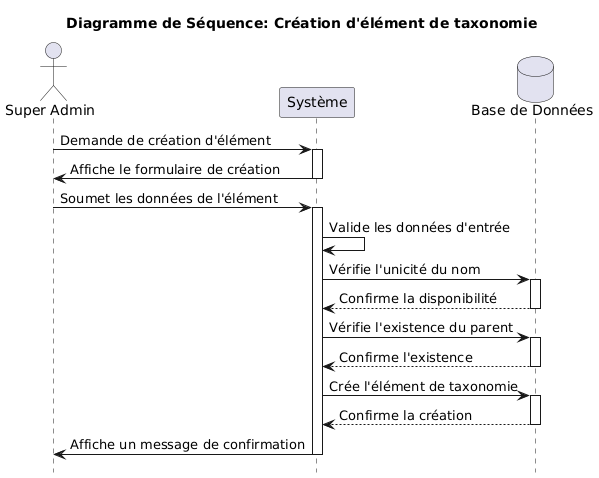 Diagramme de Séquence: Création d'élément de taxonomie
Super Admin
Système
Base de Données
Demande de création d'élément
Affiche le formulaire de création
Soumet les données de l'élément
Valide les données d'entrée
Vérifie l'unicité du nom
Confirme la disponibilité
Vérifie l'existence du parent
Confirme l'existence
Crée l'élément de taxonomie
Confirme la création
Affiche un message de confirmation